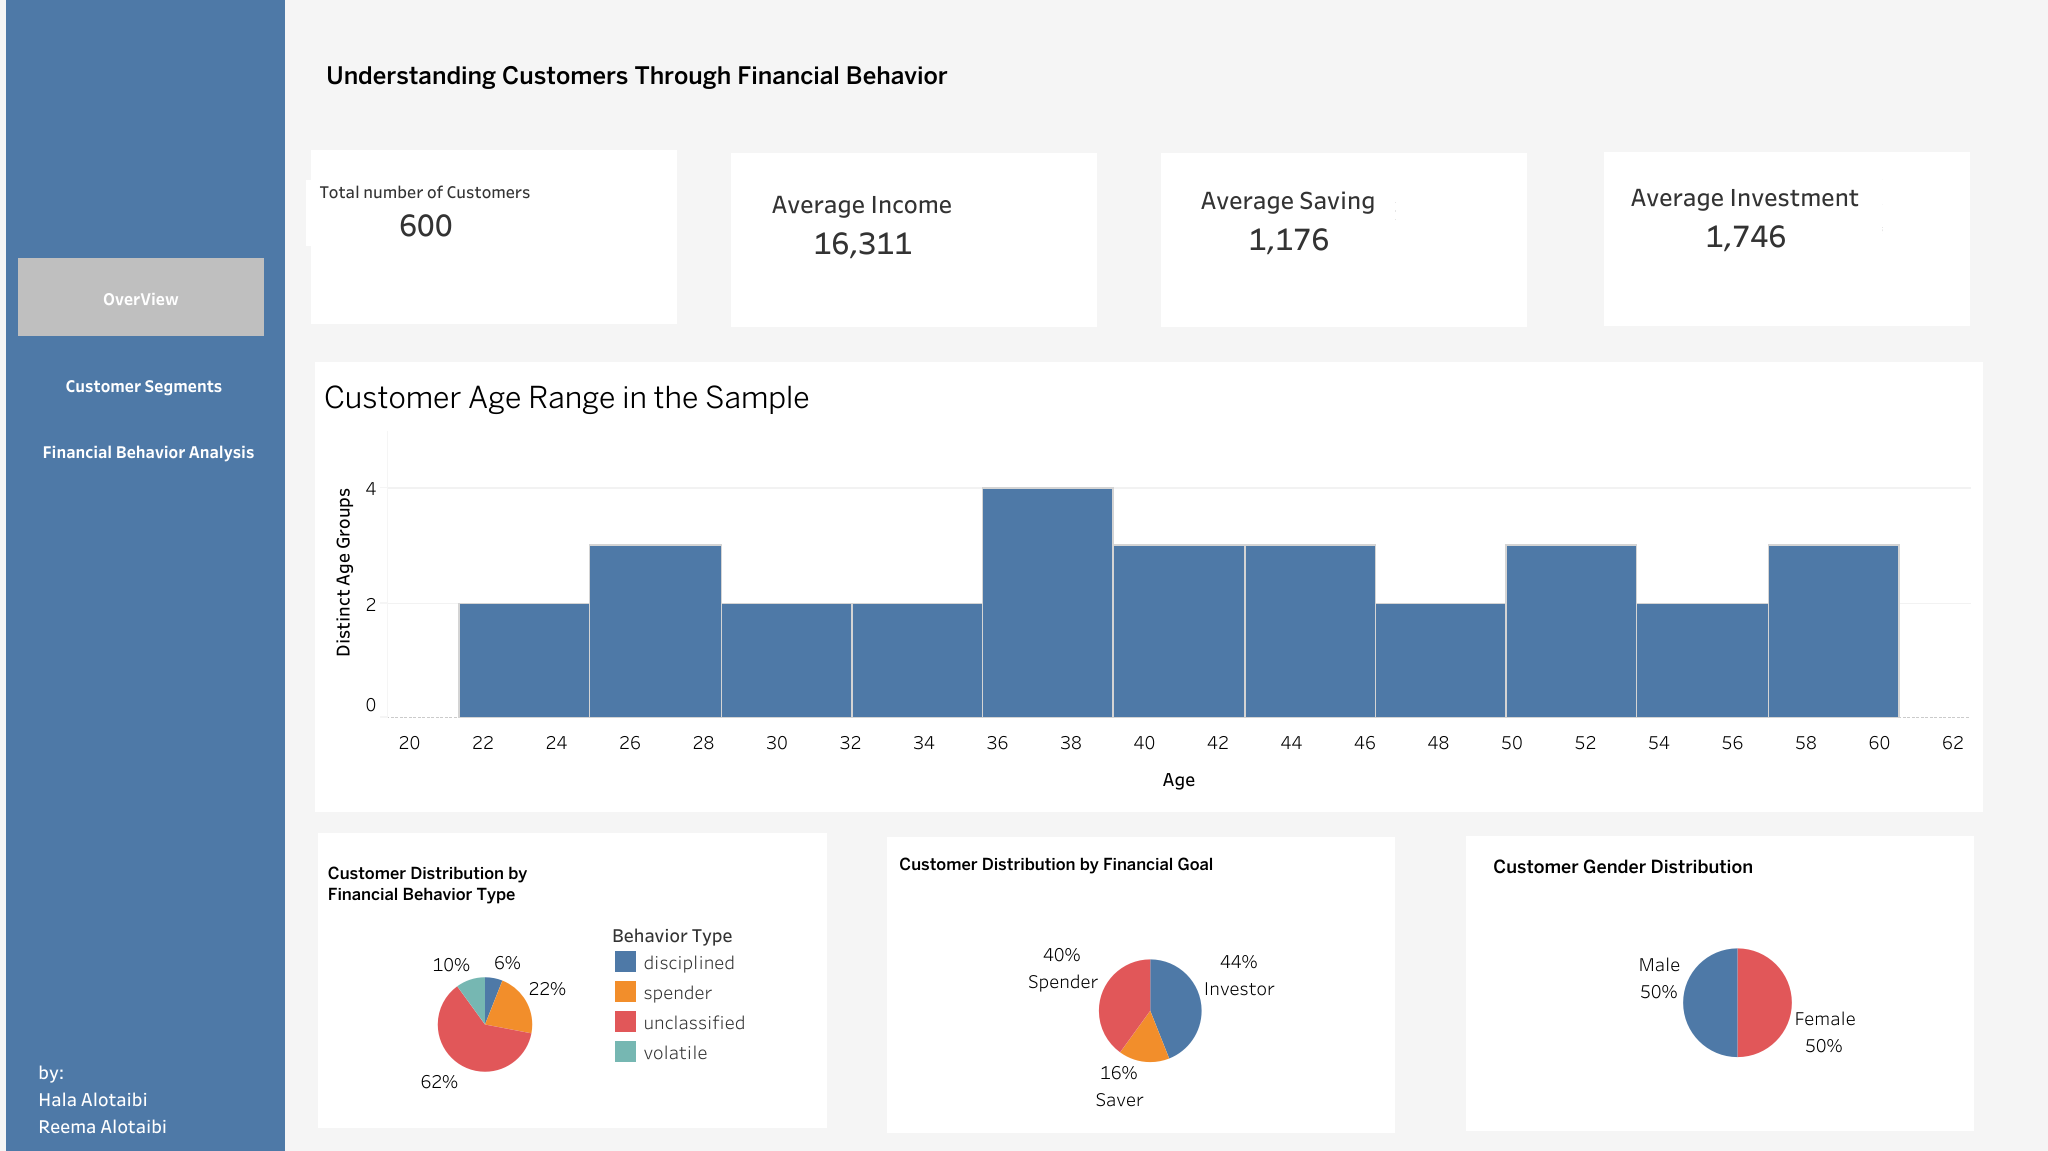 Understanding Customers Through Financial Behavior
Total number of Customers
600
Average Income
16,311
Average Saving
1,176
Average Investment
1,746
OverView
Customer Segments
Financial Behavior Analysis
by:
Hala Alotaibi
Reema Alotaibi
Customer Age Range in the Sample
Distinct Age Groups
4
2
0
20 22 24 26 28 30 32 34 36 38 40 42 44 46 48 50 52 54 56 58 60 62
Age
Customer Distribution by
Financial Behavior Type
10%
6%
22%
62%
Behavior Type
disciplined
spender
unclassified
volatile
Customer Distribution by Financial Goal
40%
Spender
44%
Investor
16%
Saver
Customer Gender Distribution
Male
50%
Female
50%